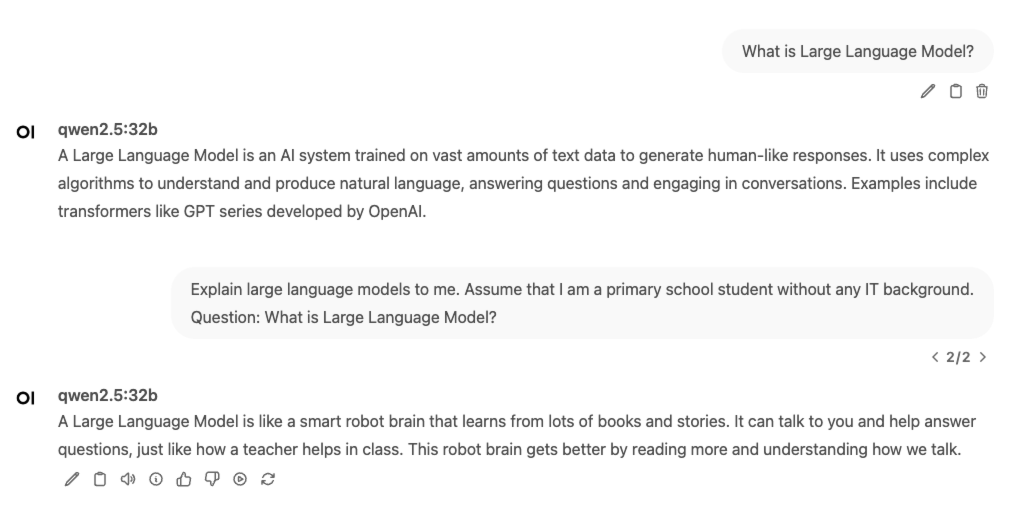 What is Large Language Model?
OI qwen2.5:32b
A Large Language Model is an AI system trained on vast amounts of text data to generate human-like responses. It uses complex
algorithms to understand and produce natural language, answering questions and engaging in conversations. Examples include
transformers like GPT series developed by OpenAI.
Explain large language models to me. Assume that I am a primary school student without any IT background.
Question: What is Large Language Model?
2/2
OI qwen2.5:32b
A Large Language Model is like a smart robot brain that learns from lots of books and stories. It can talk to you and help answer
questions, just like how a teacher helps in class. This robot brain gets better by reading more and understanding how we talk.